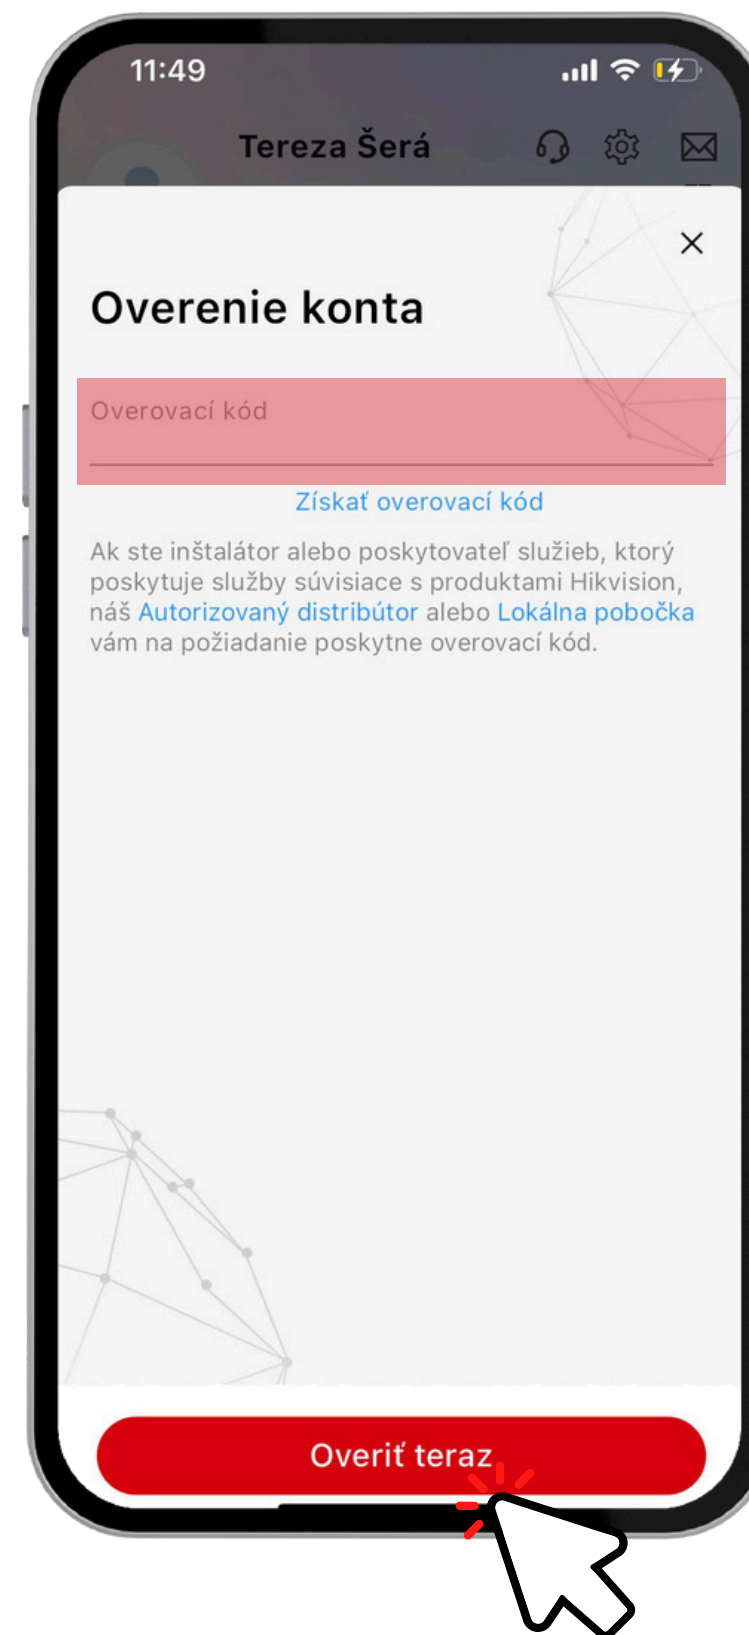 11:49
Tereza Šerá
Overenie konta
Overovací kód
Získať overovací kód
Ak ste inštalátor alebo poskytovateľ služieb, ktorý
poskytuje služby súvisiace s produktami Hikvision,
náš Autorizovaný distribútor alebo Lokálna pobočka
vám na požiadanie poskytne overovací kód.
Overiť teraz